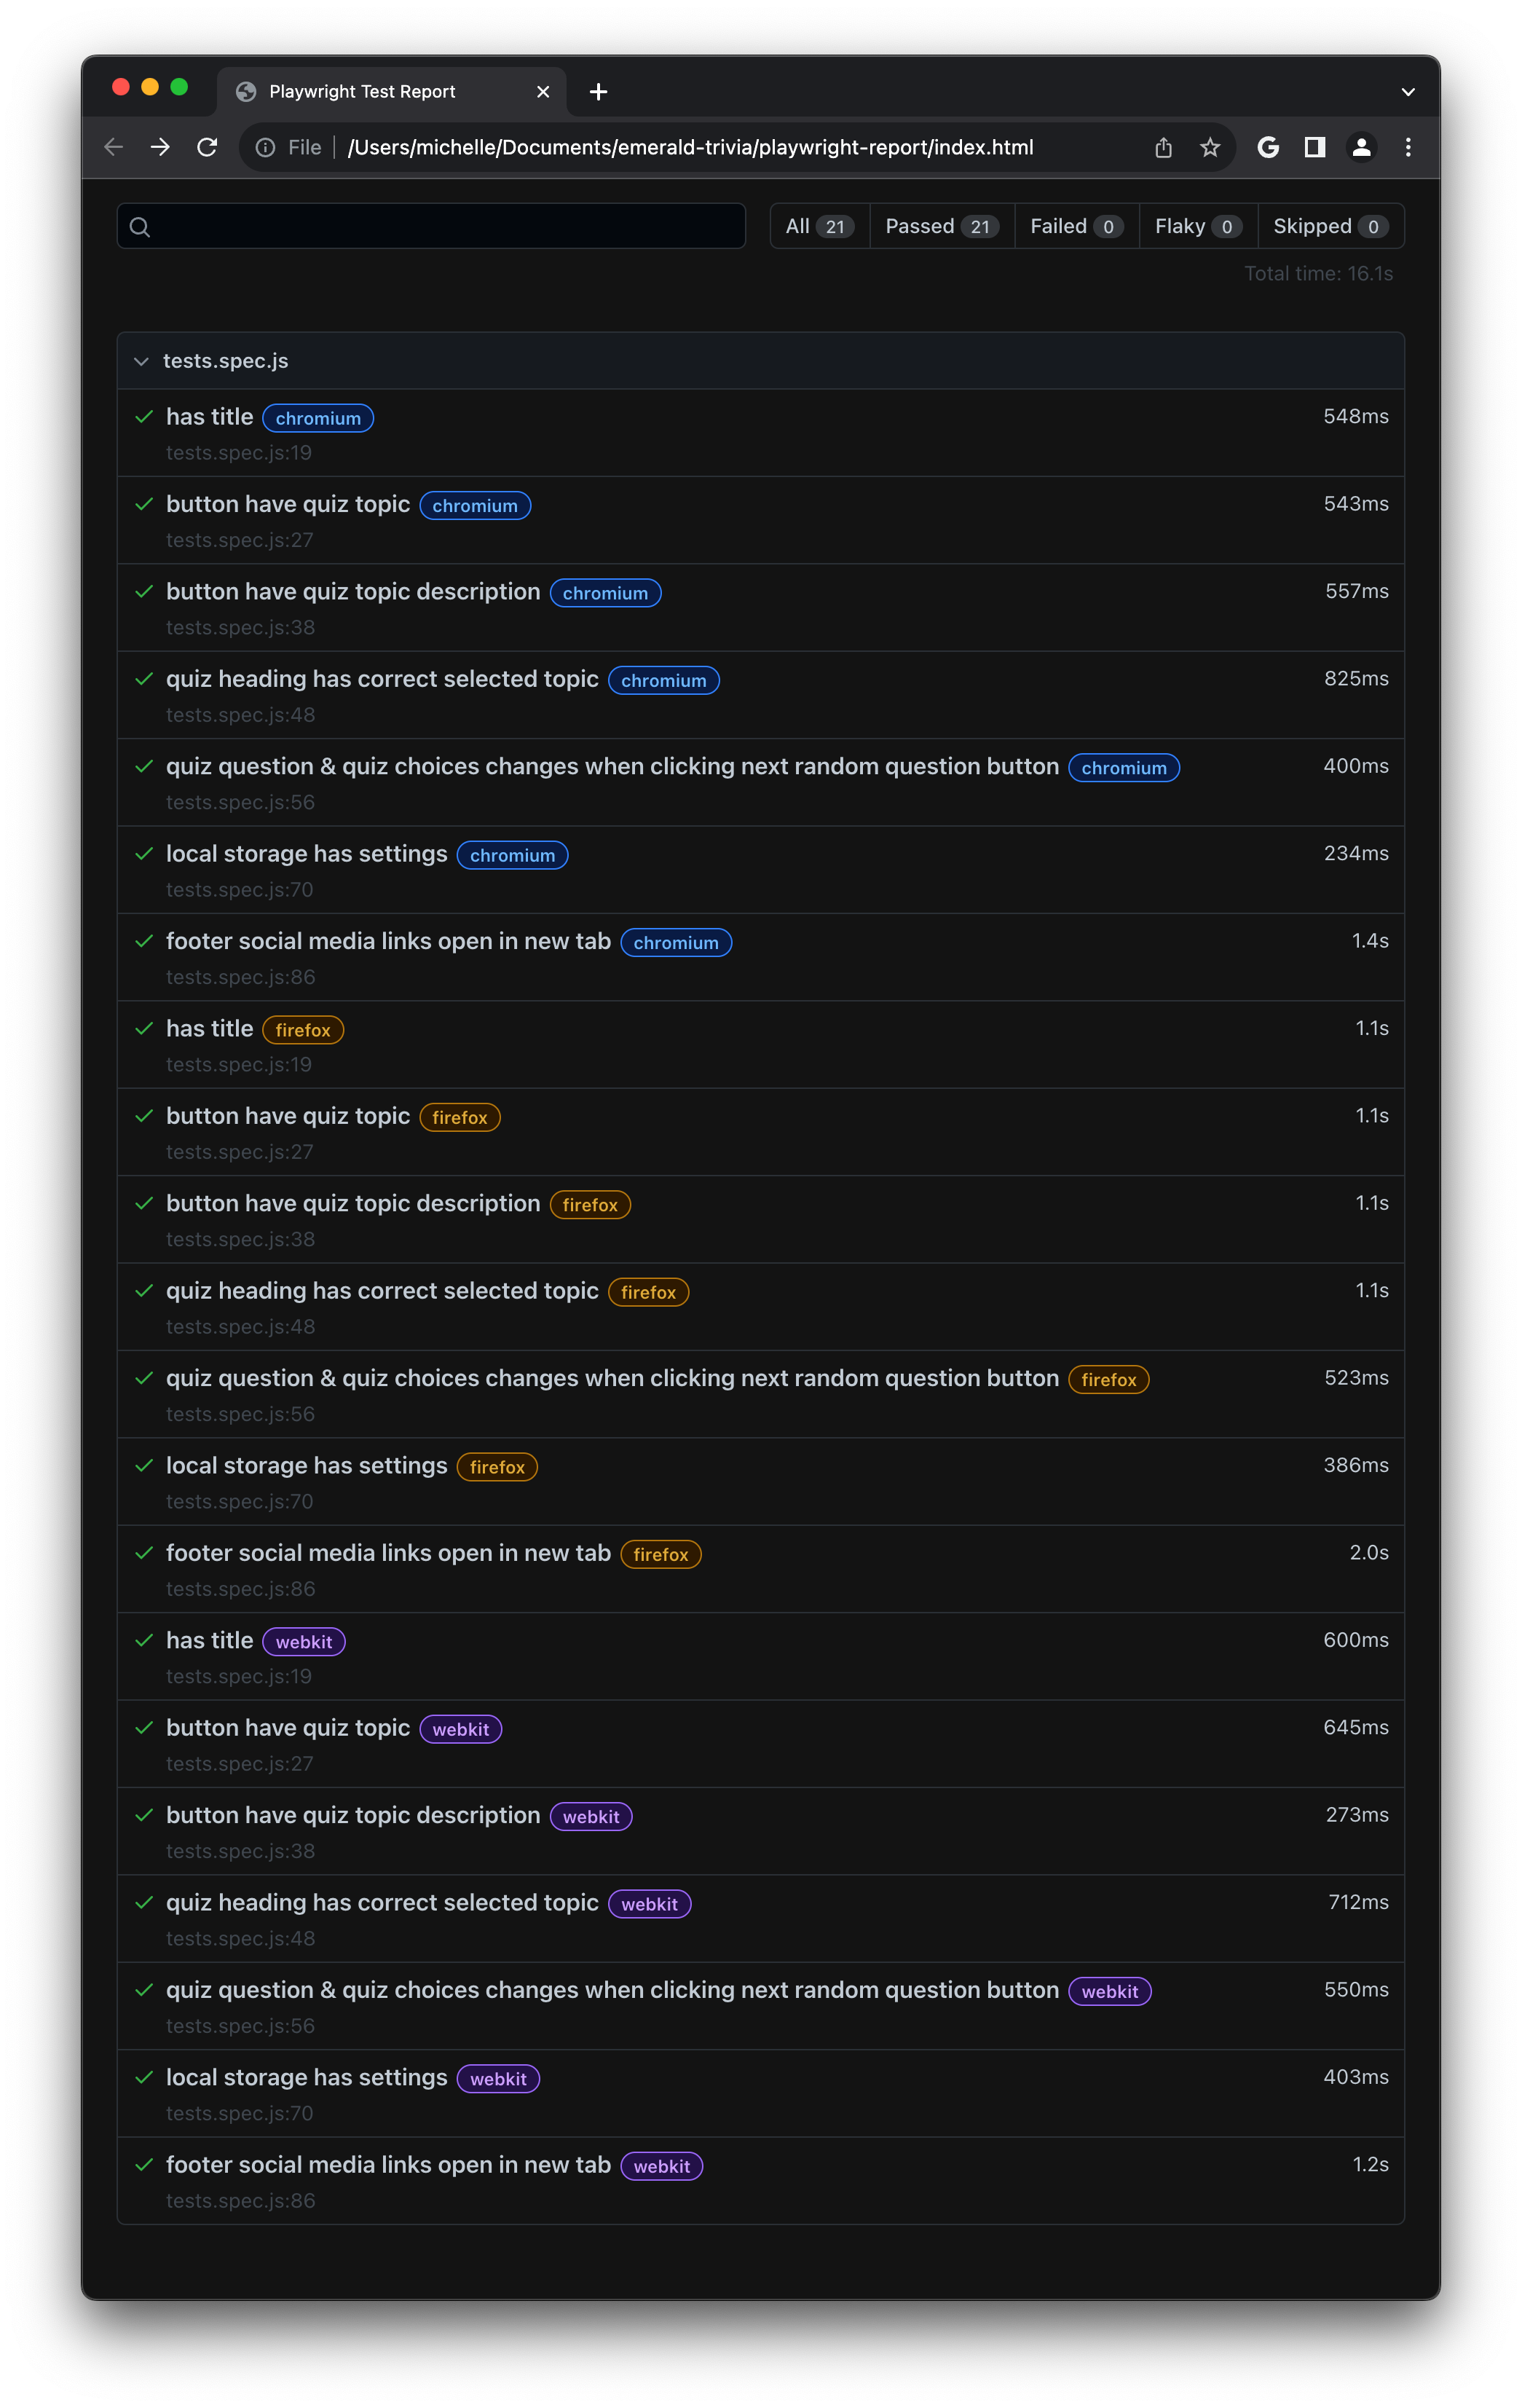 Playwright Test Report
File /Users/michelle/Documents/emerald-trivia/playwright-report/index.html
All 21 Passed 21 Failed 0 Flaky 0 Skipped 0
Total time: 16.1s
tests.spec.js
has title chromium 548ms
tests.spec.js:19
button have quiz topic chromium 543ms
tests.spec.js:27
button have quiz topic description chromium 557ms
tests.spec.js:38
quiz heading has correct selected topic chromium 825ms
tests.spec.js:48
quiz question & quiz choices changes when clicking next random question button chromium 400ms
tests.spec.js:56
local storage has settings chromium 234ms
tests.spec.js:70
footer social media links open in new tab chromium 1.4s
tests.spec.js:86
has title firefox 1.1s
tests.spec.js:19
button have quiz topic firefox 1.1s
tests.spec.js:27
button have quiz topic description firefox 1.1s
tests.spec.js:38
quiz heading has correct selected topic firefox 1.1s
tests.spec.js:48
quiz question & quiz choices changes when clicking next random question button firefox 523ms
tests.spec.js:56
local storage has settings firefox 386ms
tests.spec.js:70
footer social media links open in new tab firefox 2.0s
tests.spec.js:86
has title webkit 600ms
tests.spec.js:19
button have quiz topic webkit 645ms
tests.spec.js:27
button have quiz topic description webkit 273ms
tests.spec.js:38
quiz heading has correct selected topic webkit 712ms
tests.spec.js:48
quiz question & quiz choices changes when clicking next random question button webkit 550ms
tests.spec.js:56
local storage has settings webkit 403ms
tests.spec.js:70
footer social media links open in new tab webkit 1.2s
tests.spec.js:86